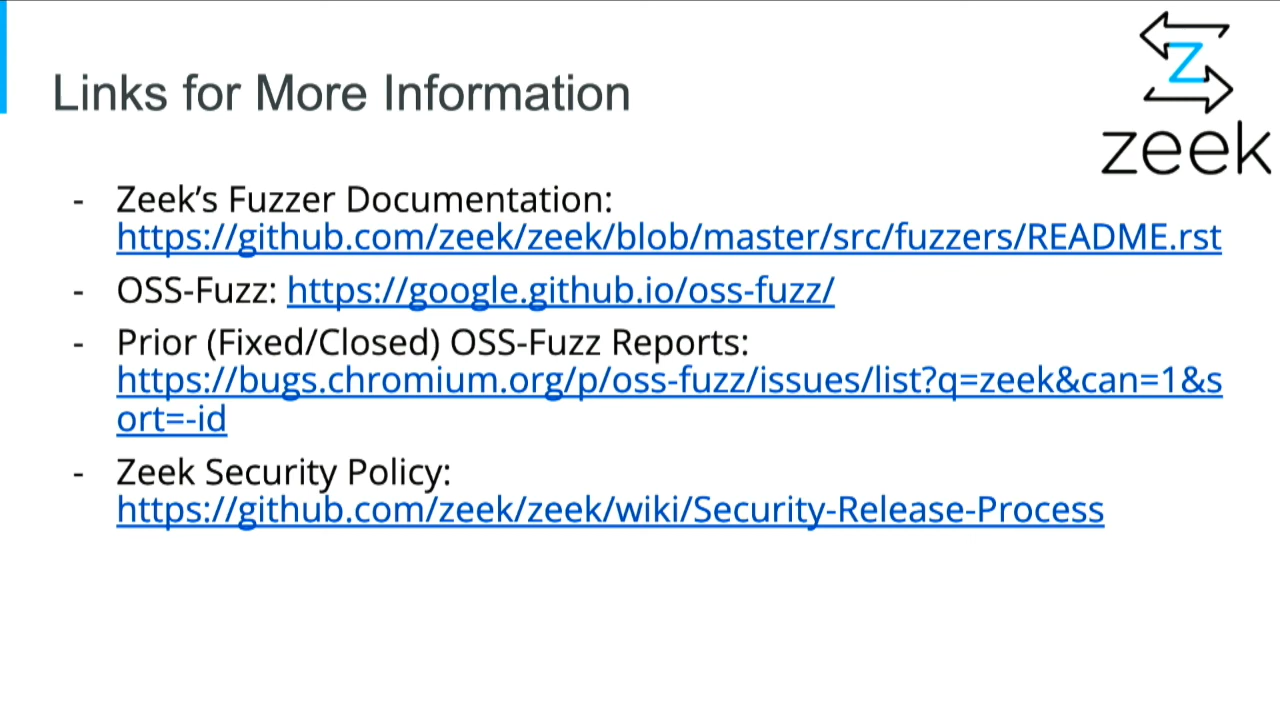 Links for More Information
Z
zeek
- Zeek’s Fuzzer Documentation:
https://github.com/zeek/zeek/blob/master/src/fuzzers/README.rst
- OSS-Fuzz: https://google.github.io/oss-fuzz/
- Prior (Fixed/Closed) OSS-Fuzz Reports:
https://bugs.chromium.org/p/oss-fuzz/issues/list?q=zeek&can=1&s
ort=-id
- Zeek Security Policy:
https://github.com/zeek/zeek/wiki/Security-Release-Process